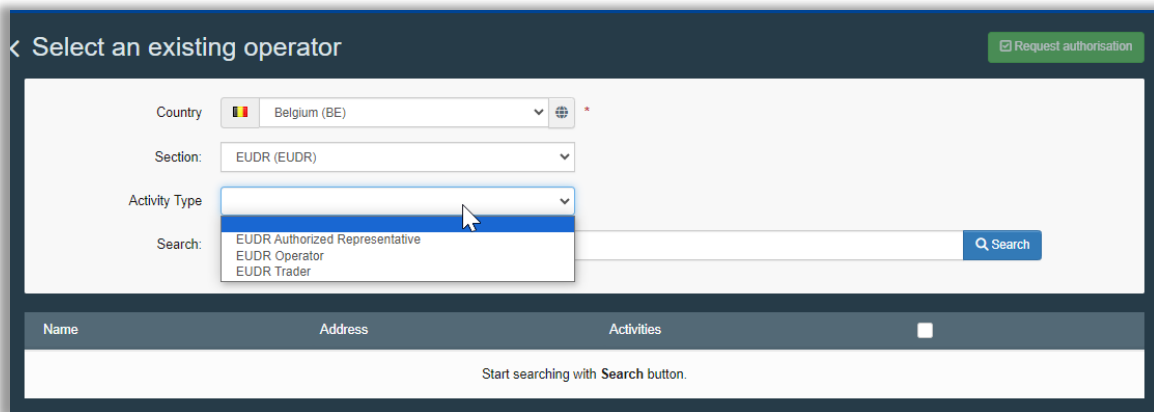 Select an existing operator
Request authorisation
Country
Belgium (BE)
*
Section:
EUDR (EUDR)
Activity Type
EUDR Authorized Representative
EUDR Operator
EUDR Trader
Search:
Search
Name Address Activities
Start searching with Search button.